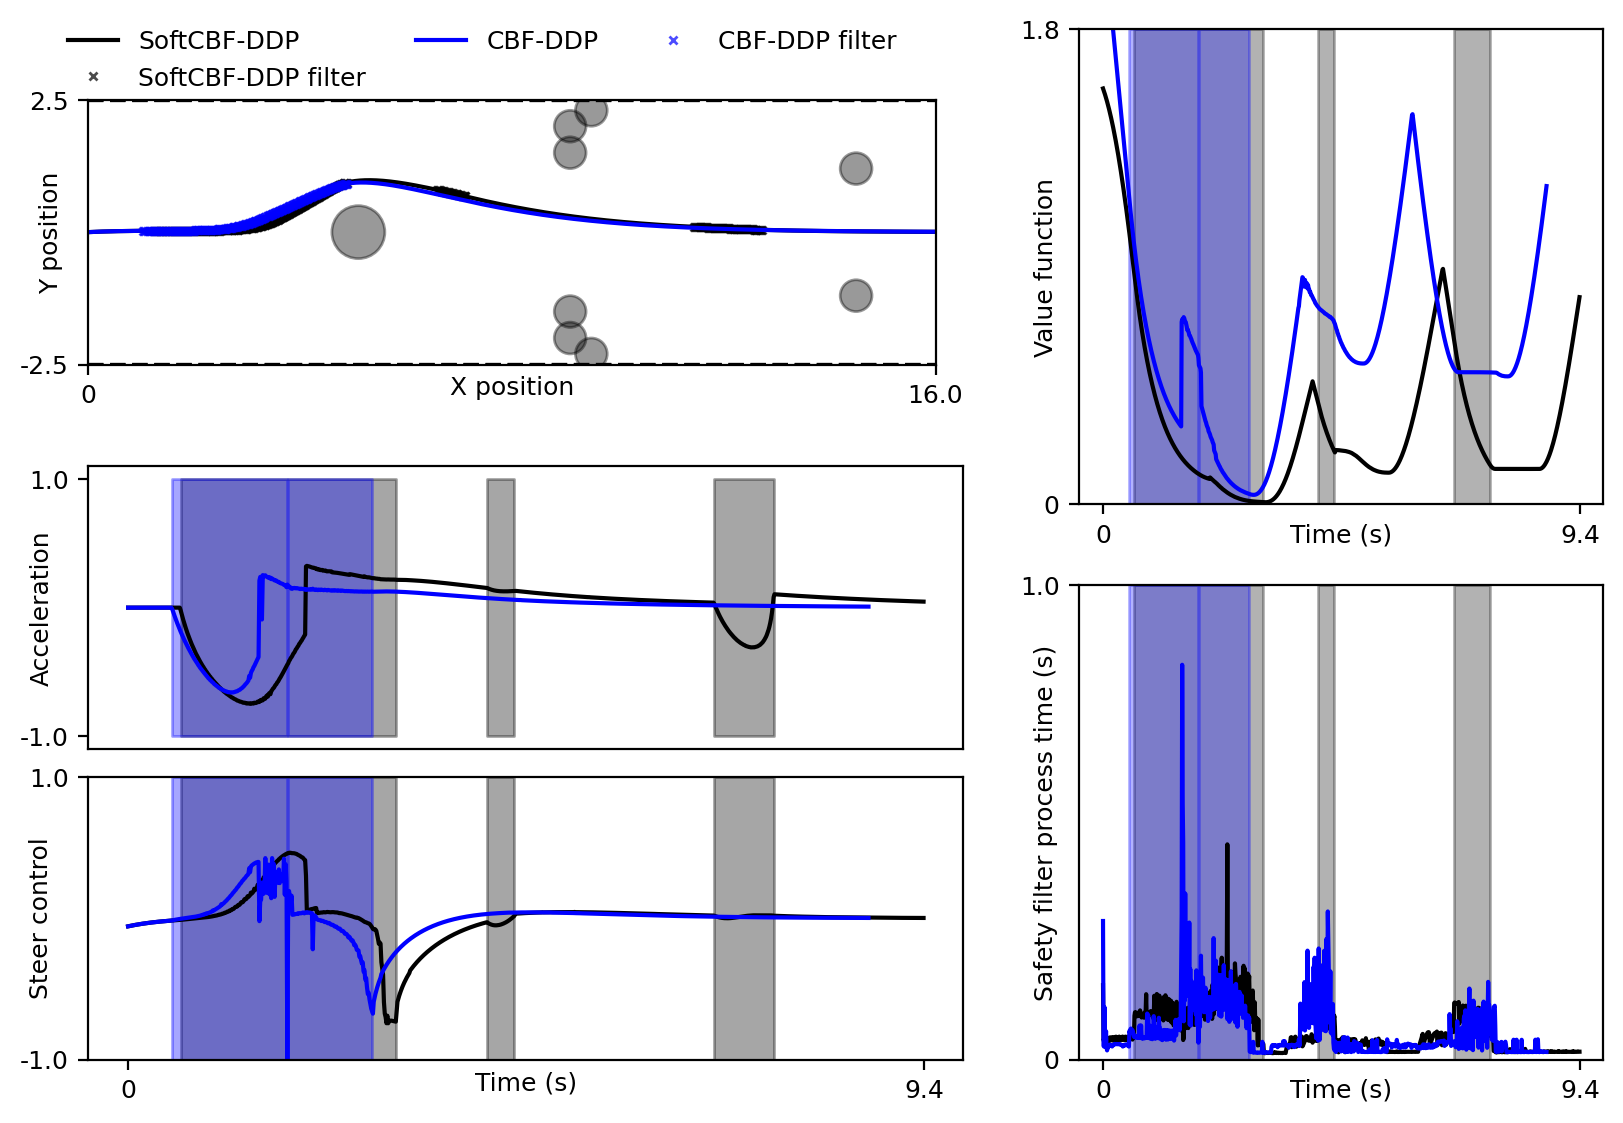 SoftCBF-DDP
CBF-DDP
CBF-DDP filter
SoftCBF-DDP filter
2.5
Y position
-2.5
0
X position
16.0
1.0
Acceleration
-1.0
1.0
Steer control
-1.0
0
Time (s)
9.4
1.8
Value function
0
0
Time (s)
9.4
1.0
Safety filter process time (s)
0
0
Time (s)
9.4